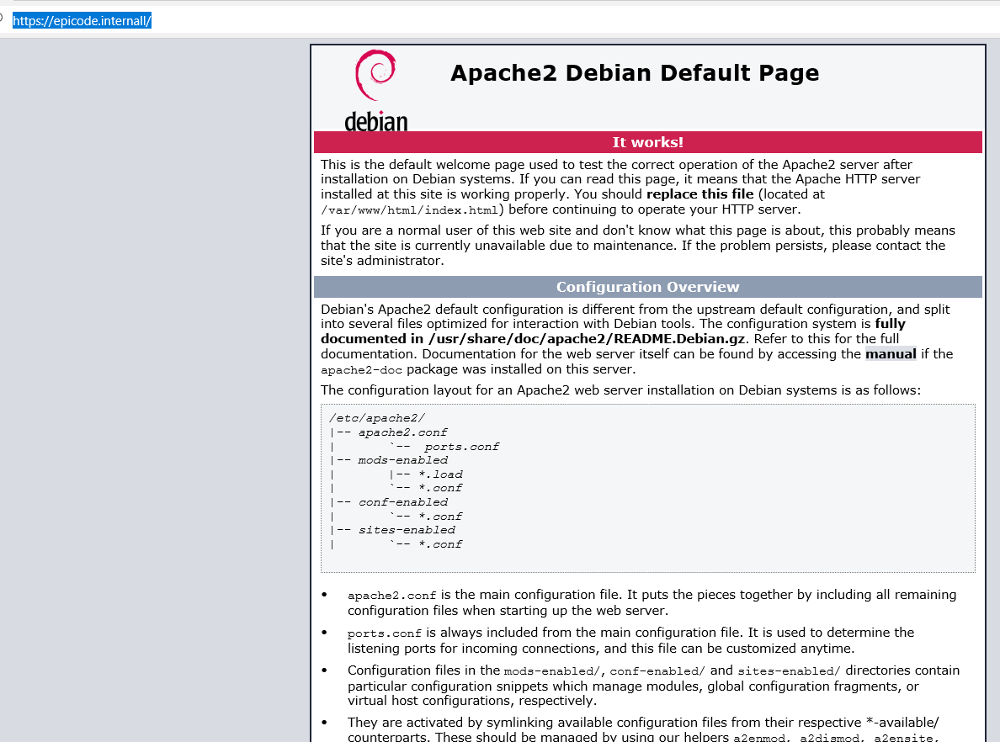 https://epicode.internall/
debian
Apache2 Debian Default Page
It works!
This is the default welcome page used to test the correct operation of the Apache2 server after
installation on Debian systems. If you can read this page, it means that the Apache HTTP server
installed at this site is working properly. You should replace this file (located at
/var/www/html/index.html) before continuing to operate your HTTP server.
If you are a normal user of this web site and don't know what this page is about, this probably means
that the site is currently unavailable due to maintenance. If the problem persists, please contact the
site's administrator.
Configuration Overview
Debian's Apache2 default configuration is different from the upstream default configuration, and split
into several files optimized for interaction with Debian tools. The configuration system is fully
documented in /usr/share/doc/apache2/README.Debian.gz. Refer to this for the full
documentation. Documentation for the web server itself can be found by accessing the manual if the
apache2-doc package was installed on this server.
The configuration layout for an Apache2 web server installation on Debian systems is as follows:
/etc/apache2/
|-- apache2.conf
|       `--  ports.conf
|-- mods-enabled
|       |-- *.load
|       `-- *.conf
|-- conf-enabled
|       `-- *.conf
|-- sites-enabled
|       `-- *.conf
• apache2.conf is the main configuration file. It puts the pieces together by including all remaining
configuration files when starting up the web server.
• ports.conf is always included from the main configuration file. It is used to determine the
listening ports for incoming connections, and this file can be customized anytime.
• Configuration files in the mods-enabled/, conf-enabled/ and sites-enabled/ directories contain
particular configuration snippets which manage modules, global configuration fragments, or
virtual host configurations, respectively.
• They are activated by symlinking available configuration files from their respective *-available/
counterparts. These should be managed by using our helpers a2enmod, a2dismod, a2ensite,